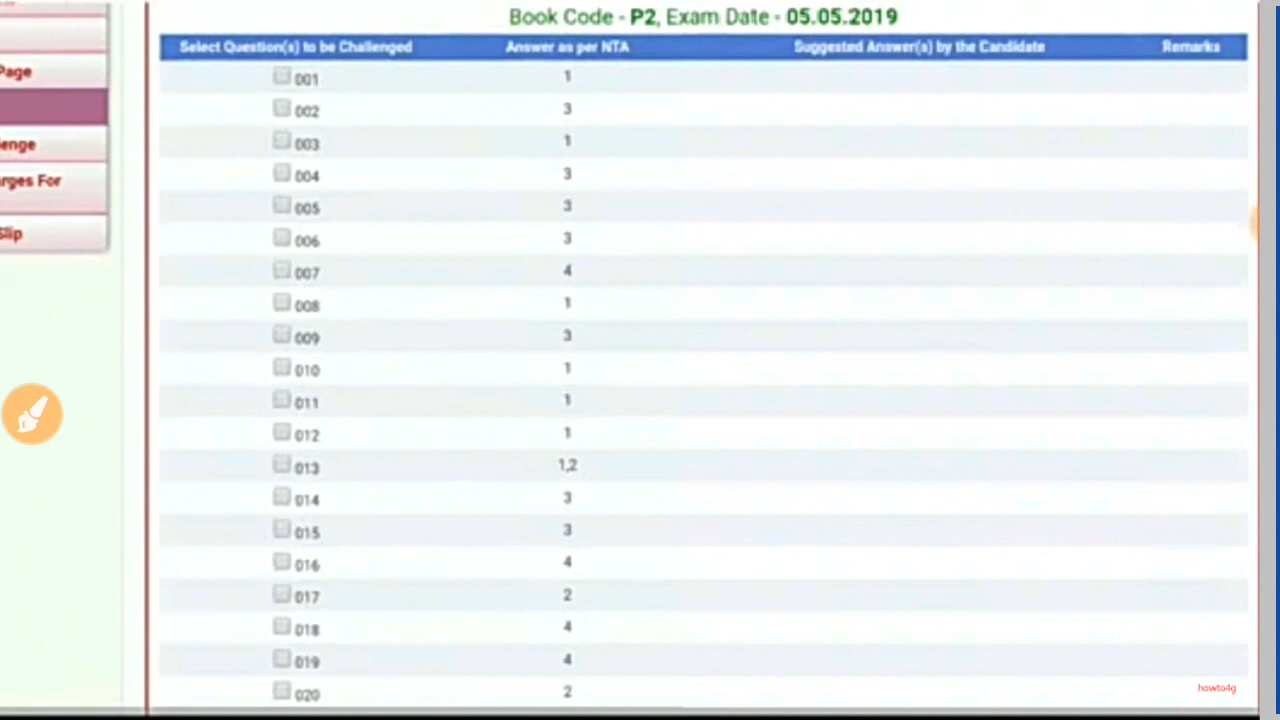 Book Code - P2, Exam Date - 05.05.2019
Select Question(s) to be Challenged Answer as per NTA Suggested Answer(s) by the Candidate Remarks
Page
enge
rges For
Slip
001 1
002 3
003 1
004 3
005 3
006 3
007 4
008 1
009 3
010 1
011 1
012 1
013 1,2
014 3
015 3
016 4
017 2
018 4
019 4
020 2
howto4g